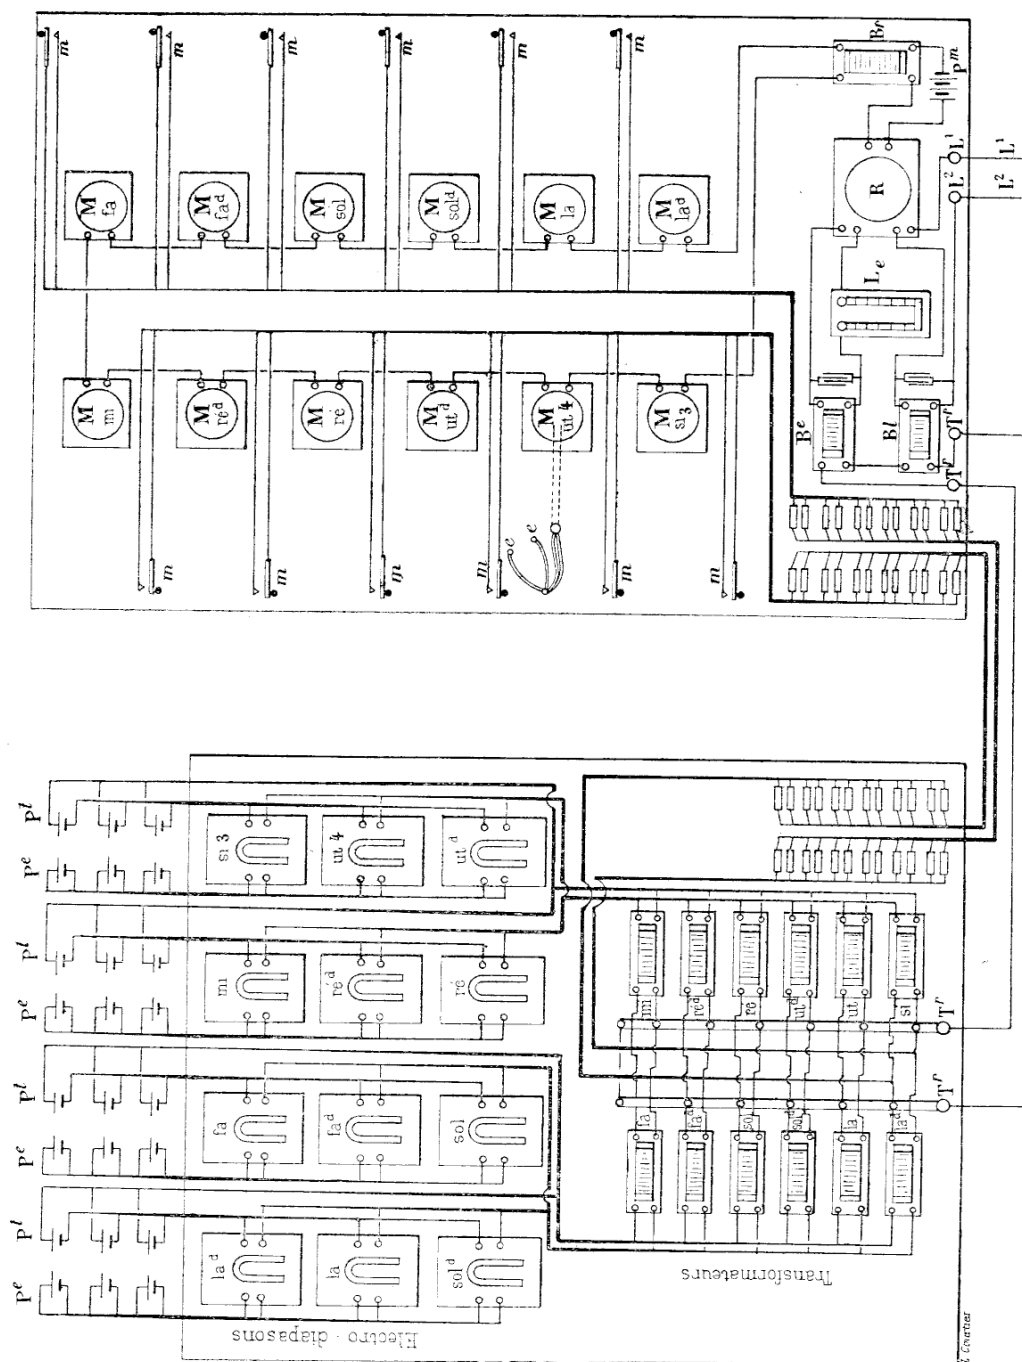 m
m
m
m
m
m
M fa
M fa d
M sol
M sol d
M la
M la d
M mi
M ré d
M ré
M ut d
M ut 4
M si 3
m
m
m
m
m
m
c
c
Br
P m
R
L e
B e
B l
L 1
L 2
L 1
L 2
T r
T r
P l
P e
P l
P e
P l
P e
P l
P e
si 3
ut 4
ut d
mi
ré d
ré
fa
fa d
sol
la d
la
sol d
Electro-diapasons
mi
ré d
ré
ut d
ut
si
fa
fa d
sol
sol d
la
la d
T r
T r
Transformateurs
Courtier